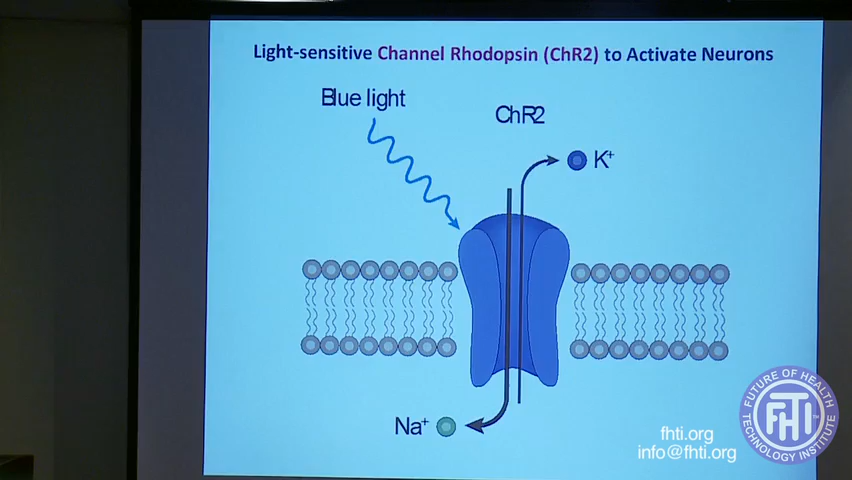 Light-sensitive Channel Rhodopsin (ChR2) to Activate Neurons
Blue light
ChR2
K+
Na+
FUTURE OF HEALTH
FHTI
TM
TECHNOLOGY INSTITUTE
fhti.org
info@fhti.org